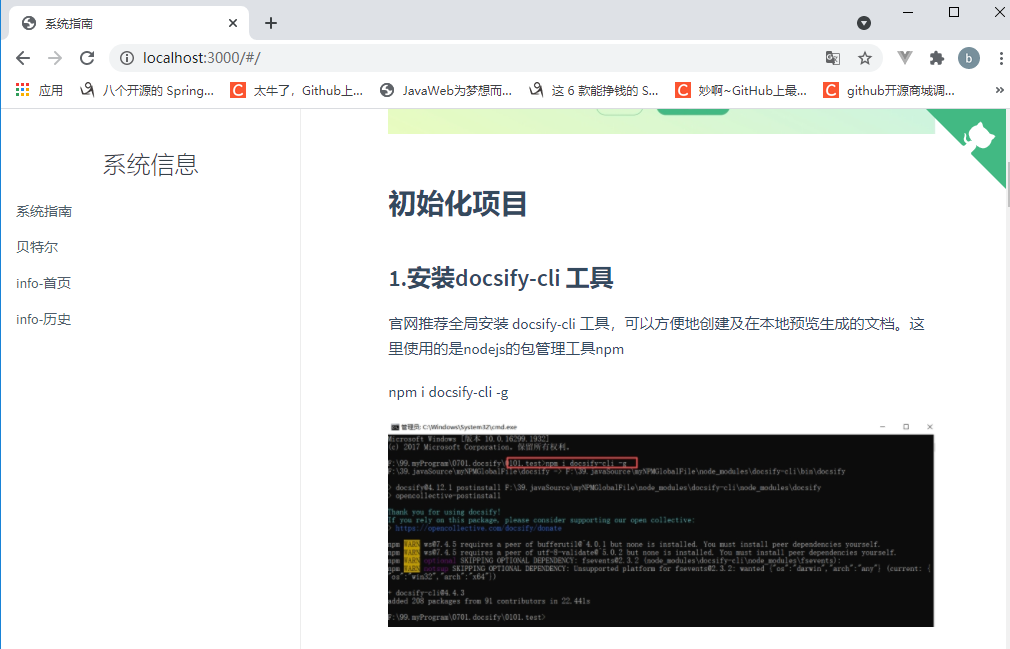 系统指南
localhost:3000/#/
b
应用
八个开源的 Spring...
太牛了，Github上...
JavaWeb为梦想而...
这 6 款能挣钱的 S...
妙啊~GitHub上最...
github开源商城调...
»
系统信息
系统指南
贝特尔
info-首页
info-历史
初始化项目
1.安装docsify-cli 工具
官网推荐全局安装 docsify-cli 工具，可以方便地创建及在本地预览生成的文档。这
里使用的是nodejs的包管理工具npm
npm i docsify-cli -g
管理员: C:\Windows\System32\cmd.exe
Microsoft Windows [版本 10.0.16299.1932]
(c) 2017 Microsoft Corporation。保留所有权利。
F:\99.myProgram\0701.docsify\0101.test>npm i docsify-cli -g
F:\39.javaSource\myNPMGlobalFile\docsify -> F:\39.javaSource\myNPMGlobalFile\node_modules\docsify-cli\bin\docsify
> docsify@4.12.1 postinstall F:\39.javaSource\myNPMGlobalFile\node_modules\docsify-cli\node_modules\docsify
> opencollective-postinstall
Thank you for using docsify!
If you rely on this package, please consider supporting our open collective:
> https://opencollective.com/docsify/donate
npm WARN ws@7.4.5 requires a peer of bufferutil@^4.0.1 but none is installed. You must install peer dependencies yourself.
npm WARN ws@7.4.5 requires a peer of utf-8-validate@^5.0.2 but none is installed. You must install peer dependencies yourself.
npm WARN optional SKIPPING OPTIONAL DEPENDENCY: fsevents@2.3.2 (node_modules\docsify-cli\node_modules\fsevents):
npm WARN notsup SKIPPING OPTIONAL DEPENDENCY: Unsupported platform for fsevents@2.3.2: wanted {"os":"darwin","arch":"any"} (current: {
"os":"win32","arch":"x64"})
+ docsify-cli@4.4.3
added 208 packages from 91 contributors in 22.441s
F:\99.myProgram\0701.docsify\0101.test>